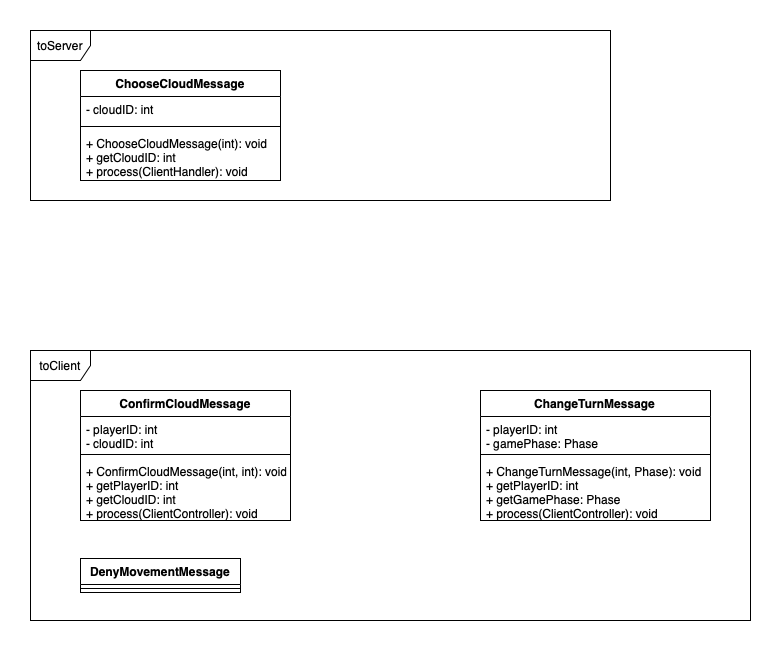 toServer
ChooseCloudMessage
- cloudID: int
+ ChooseCloudMessage(int): void
+ getCloudID: int
+ process(ClientHandler): void
toClient
ConfirmCloudMessage
- playerID: int
- cloudID: int
+ ConfirmCloudMessage(int, int): void
+ getPlayerID: int
+ getCloudID: int
+ process(ClientController): void
ChangeTurnMessage
- playerID: int
- gamePhase: Phase
+ ChangeTurnMessage(int, Phase): void
+ getPlayerID: int
+ getGamePhase: Phase
+ process(ClientController): void
DenyMovementMessage